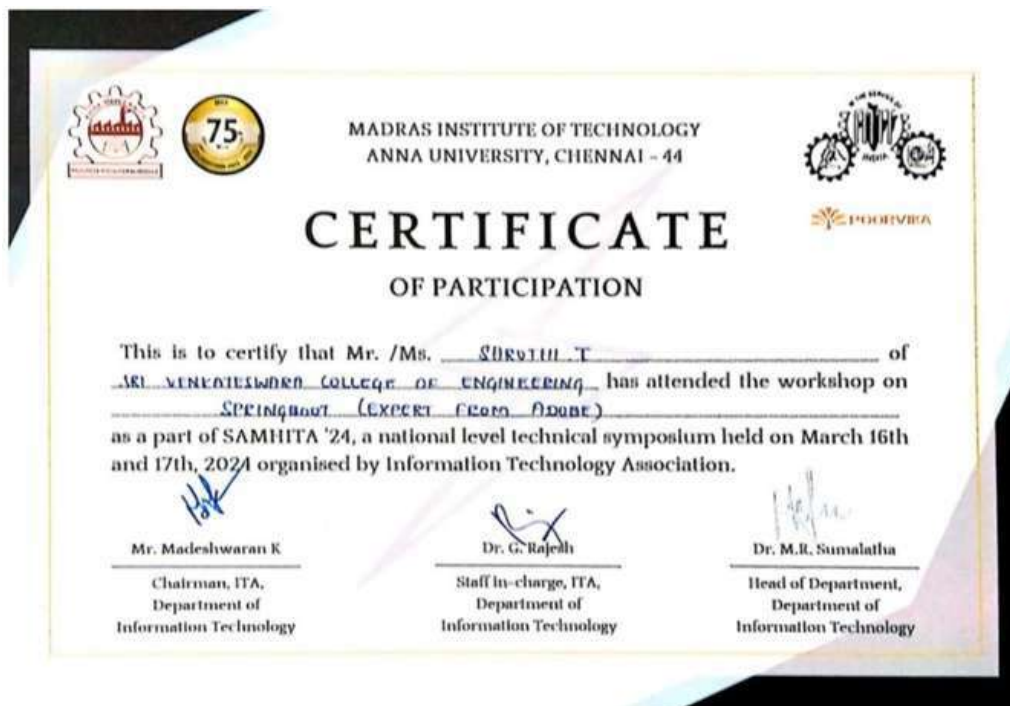 75
MADRAS INSTITUTE OF TECHNOLOGY
ANNA UNIVERSITY, CHENNAI - 44
POORVIKA
CERTIFICATE
OF PARTICIPATION
This is to certify that Mr. /Ms. SURUTHI .T of
SRI VENKATESWARA COLLEGE OF ENGINEERING has attended the workshop on
SPRINGBOOT (EXPERT FROM ADOBE)
as a part of SAMHITA '24, a national level technical symposium held on March 16th
and 17th, 2024 organised by Information Technology Association.
Mr. Madeshwaran K
Dr. G. Rajesh
Dr. M.R. Sumalatha
Chairman, ITA,
Department of
Information Technology
Staff in-charge, ITA,
Department of
Information Technology
Head of Department,
Department of
Information Technology